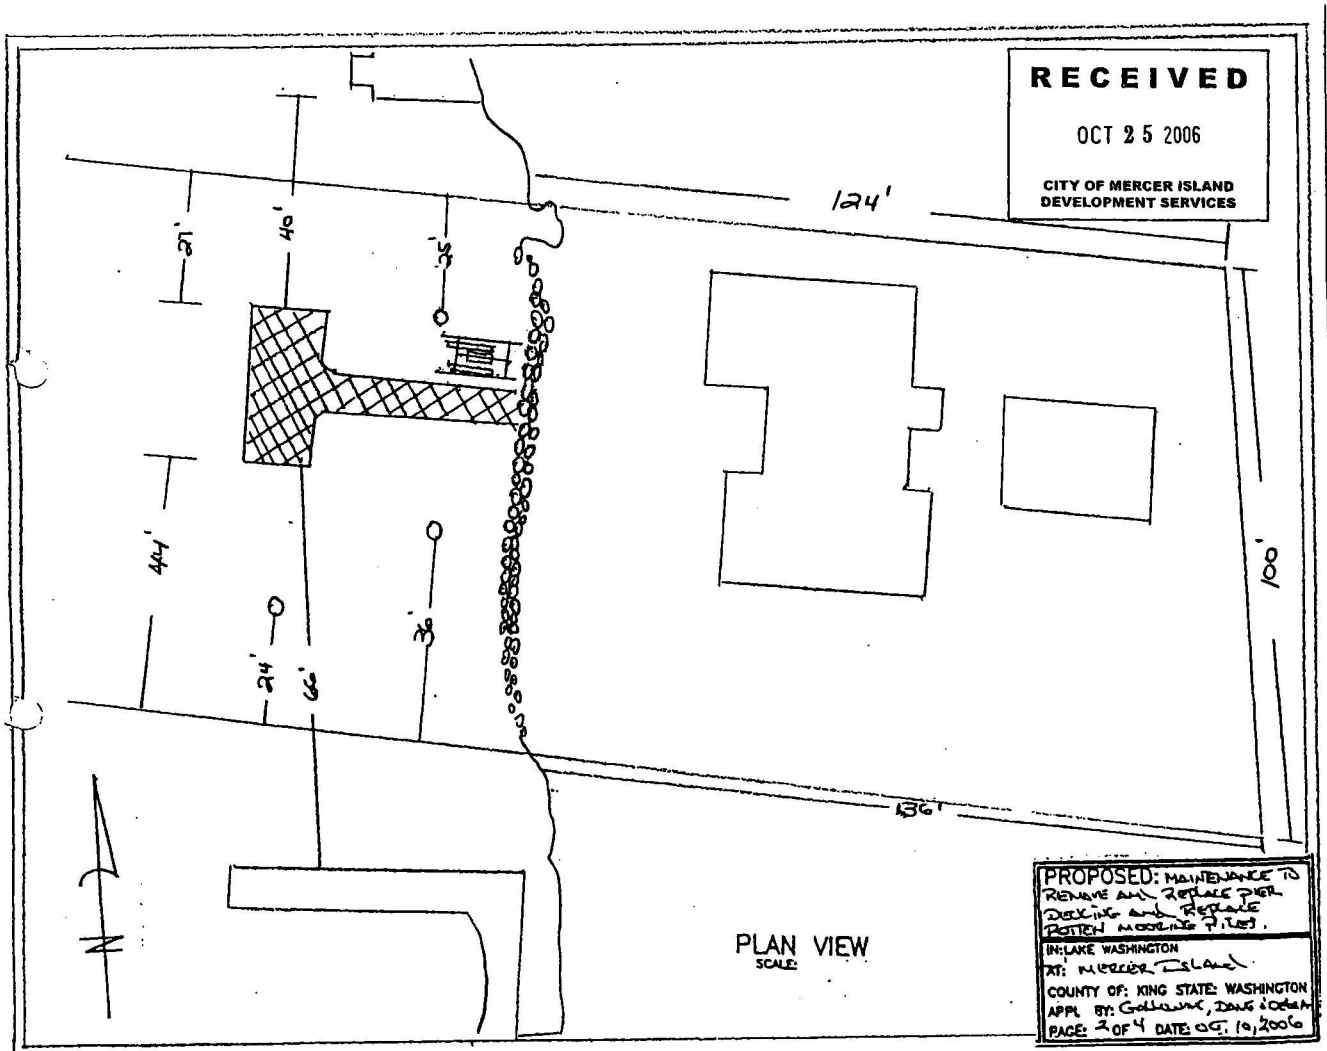 RECEIVED
OCT 25 2006
CITY OF MERCER ISLAND
DEVELOPMENT SERVICES
124'
21'
40'
25'
100'
44'
24'
66'
36'
136'
N
PLAN VIEW
SCALE:
PROPOSED: MAINTENANCE TO
REMOVE AND REPLACE PIER
DECKING AND REPLACE
ROTTEN MOORING PILES.
IN: LAKE WASHINGTON
AT: MERCER ISLAND
COUNTY OF: KING STATE: WASHINGTON
APPL BY:
PAGE: 2 OF 4 DATE: OCT. 10, 2006